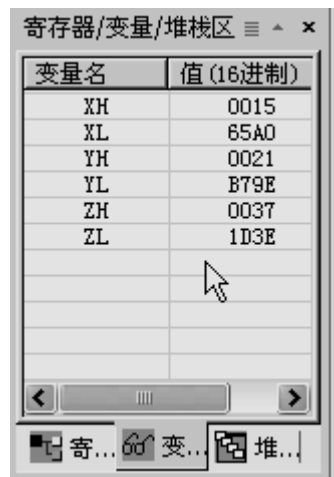 寄存器/变量/堆栈区
变量名 值(16进制)
XH 0015
XL 65A0
YH 0021
YL B79E
ZH 0037
ZL 1D3E
寄... 变... 堆...